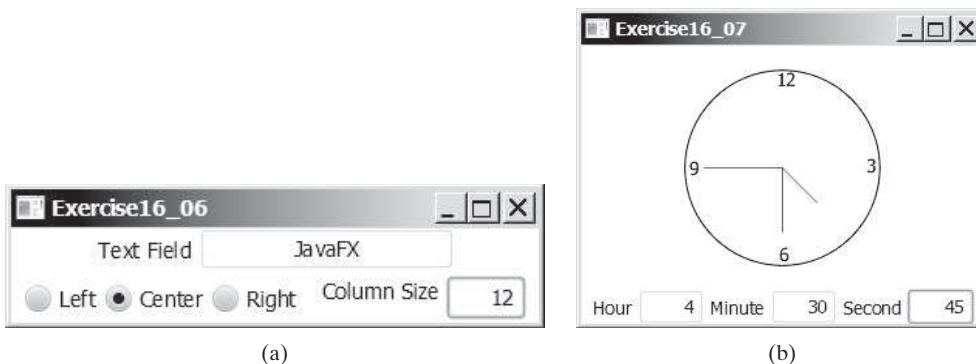 Exercise16_06
Text Field JavaFX
Left Center Right Column Size 12
(a)
Exercise16_07
12
9 3
6
Hour 4 Minute 30 Second 45
(b)